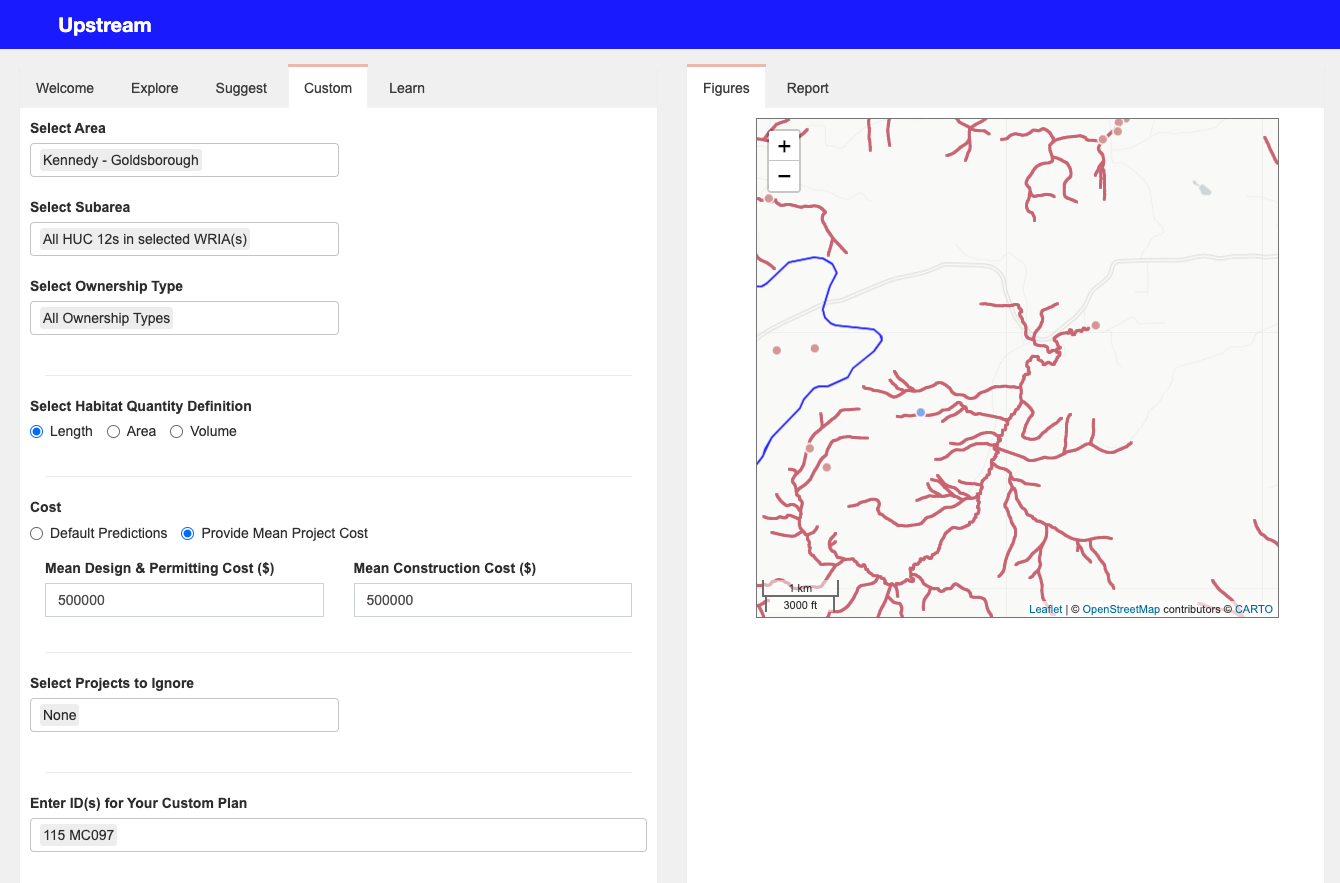 Upstream
Welcome Explore Suggest Custom Learn
Select Area
Kennedy - Goldsborough
Select Subarea
All HUC 12s in selected WRIA(s)
Select Ownership Type
All Ownership Types
Select Habitat Quantity Definition
Length Area Volume
Cost
Default Predictions Provide Mean Project Cost
Mean Design & Permitting Cost ($) Mean Construction Cost ($)
500000 500000
Select Projects to Ignore
None
Enter ID(s) for Your Custom Plan
115 MC097
Figures Report
+
−
1 km
3000 ft
Leaflet | © OpenStreetMap contributors © CARTO